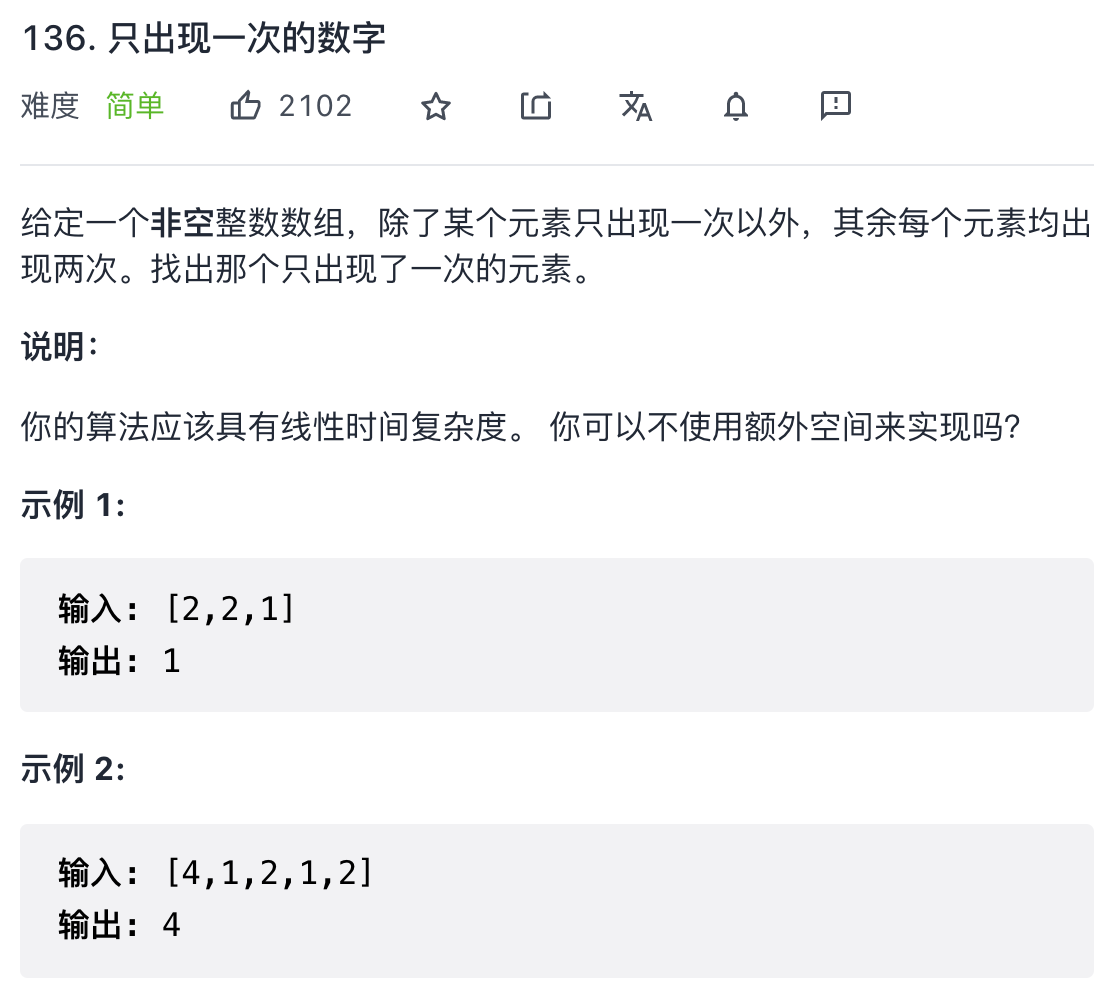 136. 只出现一次的数字
难度 简单 2102
给定一个非空整数数组，除了某个元素只出现一次以外，其余每个元素均出
现两次。找出那个只出现了一次的元素。
说明：
你的算法应该具有线性时间复杂度。 你可以不使用额外空间来实现吗？
示例 1:
输入: [2,2,1]
输出: 1
示例 2:
输入: [4,1,2,1,2]
输出: 4